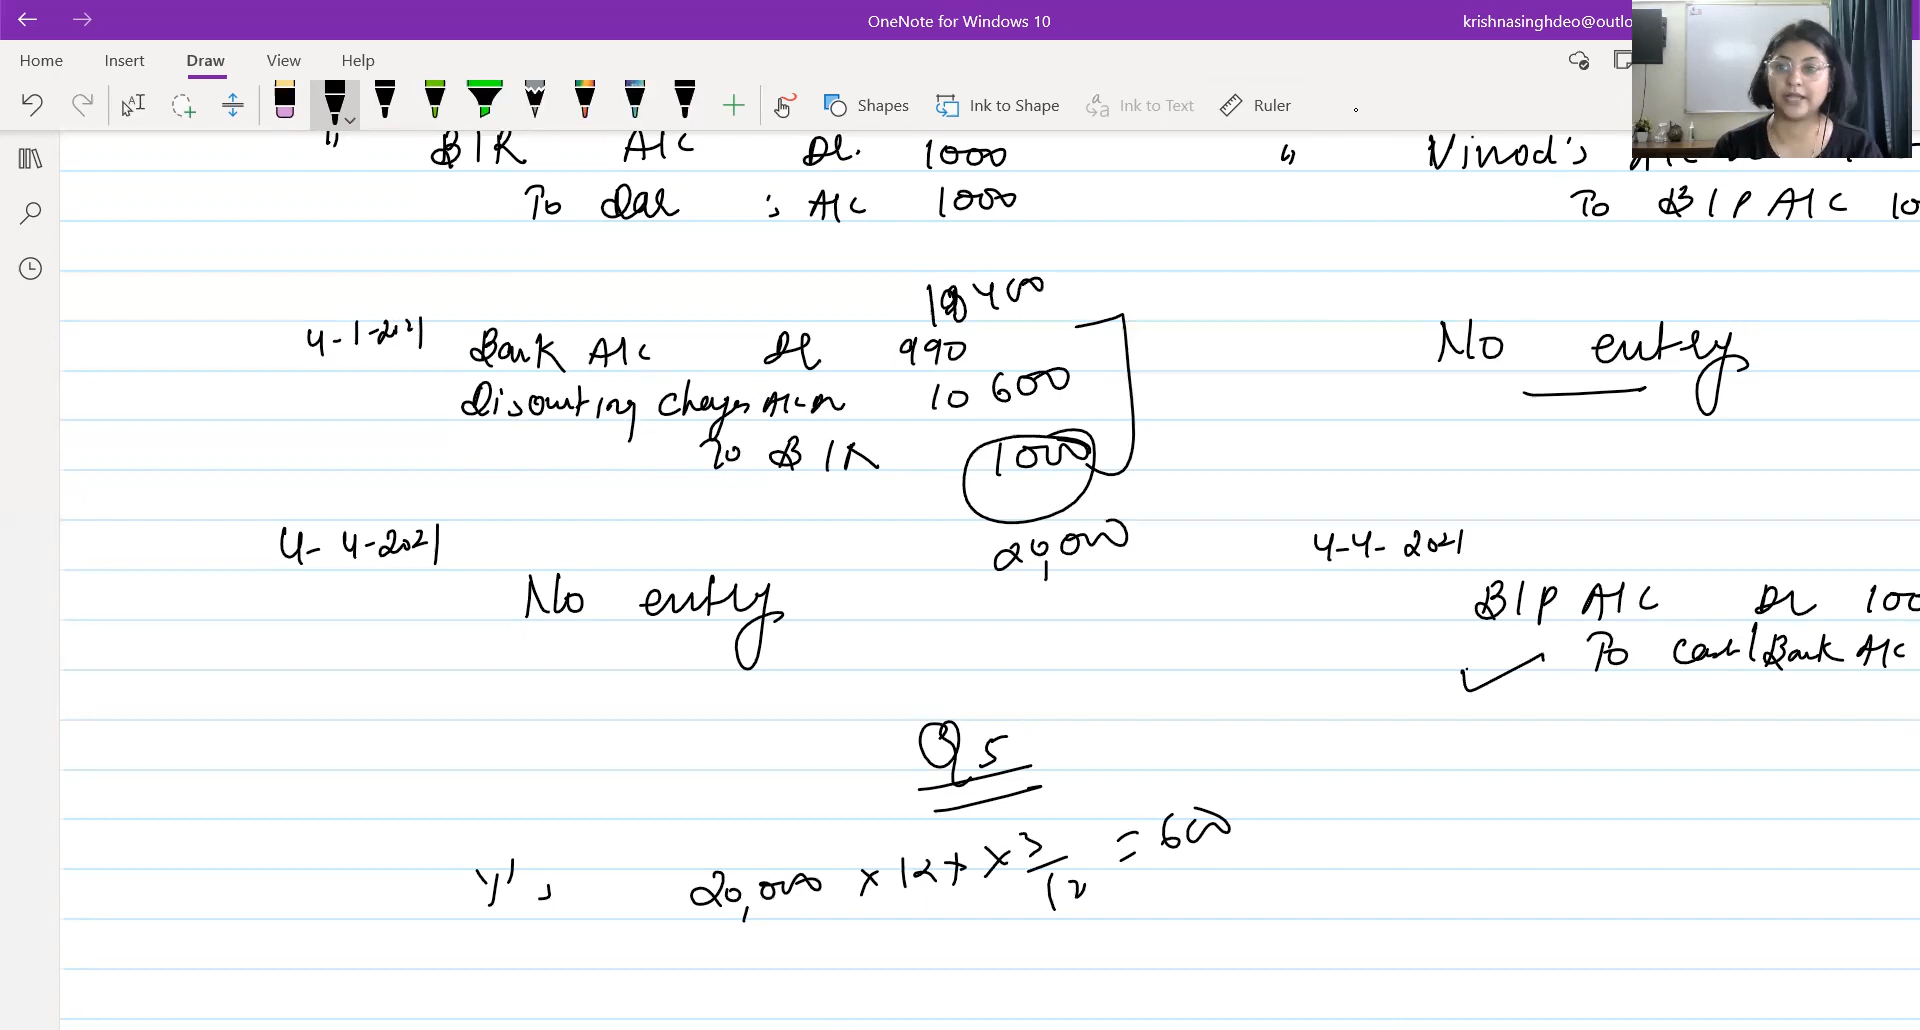 OneNote for Windows 10
krishnasinghdeo@outlo
Home Insert Draw View Help
Shapes Ink to Shape Ink to Text Ruler
" B/R A/c Dr. 1000
To A/c 1000
" Vinod's
To B/P A/c 10
19400
4-1-2021 Bank A/c Dr 990
Discounting Charges A/c Dr 10 600
To B/R 1000
20,000
No entry
4-4-2021
No entry
4-4-2021
B/P A/c Dr 100
To Cash/Bank A/c
Q5
20,000 × 12% × 3/12 = 600